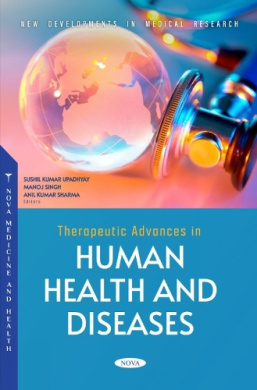 NEW DEVELOPMENTS IN MEDICAL RESEARCH
SUSHIL KUMAR UPADHYAY
MANOJ SINGH
ANIL KUMAR SHARMA
Editors
Therapeutic Advances in
HUMAN
HEALTH AND
DISEASES
NOVA MEDICINE AND HEALTH
NOVA